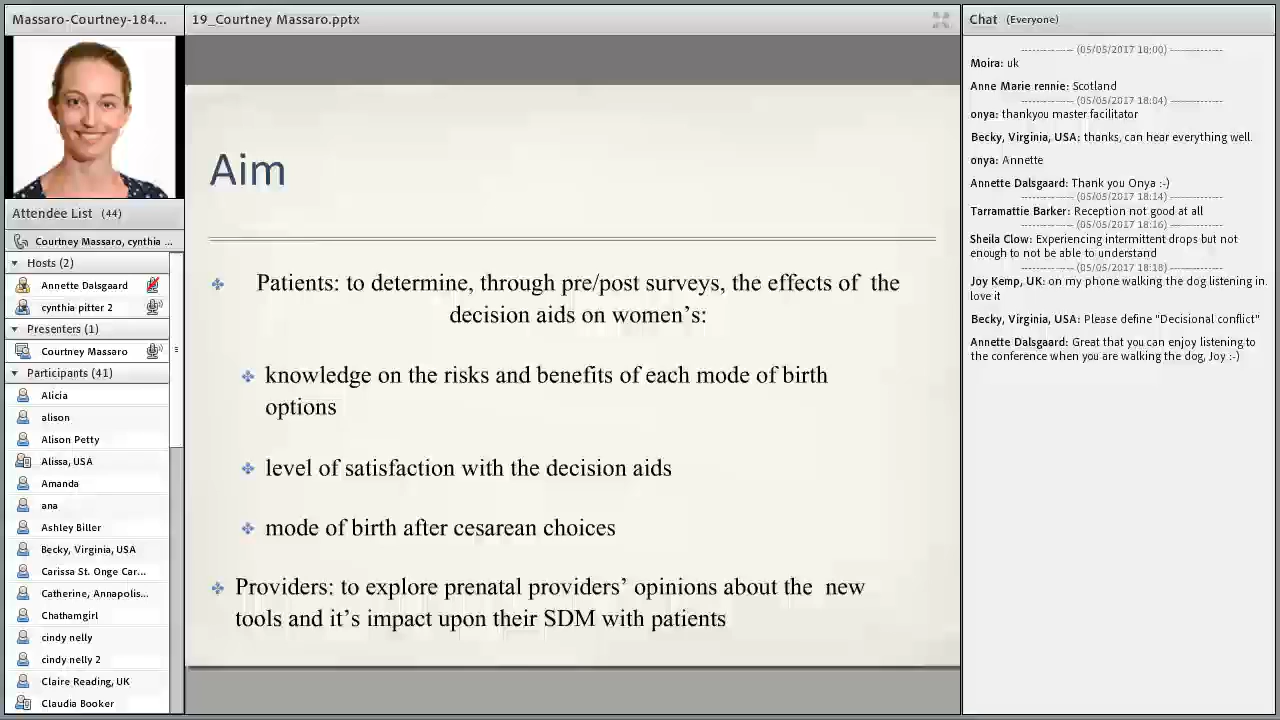 Massaro-Courtney-184...
Attendee List (44)
Courtney Massaro, cynthia ...
Hosts (2)
Annette Dalsgaard
cynthia pitter 2
Presenters (1)
Courtney Massaro
Participants (41)
Alicia
alison
Alison Petty
Alissa, USA
Amanda
ana
Ashley Biller
Becky, Virginia, USA
Carissa St. Onge Car...
Catherine, Annapolis...
Chathamgirl
cindy nelly
cindy nelly 2
Claire Reading, UK
Claudia Booker
19_Courtney Massaro.pptx
Aim
Patients: to determine, through pre/post surveys, the effects of the
decision aids on women’s:
knowledge on the risks and benefits of each mode of birth
options
level of satisfaction with the decision aids
mode of birth after cesarean choices
Providers: to explore prenatal providers’ opinions about the new
tools and it’s impact upon their SDM with patients
Chat (Everyone)
(05/05/2017 18:00)
Moira: uk
Anne Marie rennie: Scotland
(05/05/2017 18:04)
onya: thankyou master facilitator
Becky, Virginia, USA: thanks, can hear everything well.
onya: Annette
Annette Dalsgaard: Thank you Onya :-)
(05/05/2017 18:14)
Tarramattie Barker: Reception not good at all
(05/05/2017 18:16)
Sheila Clow: Experiencing intermittent drops but not
enough to not be able to understand
(05/05/2017 18:18)
Joy Kemp, UK: on my phone walking the dog listening in.
love it
Becky, Virginia, USA: Please define "Decisional conflict"
Annette Dalsgaard: Great that you can enjoy listening to
the conference when you are walking the dog, Joy :-)